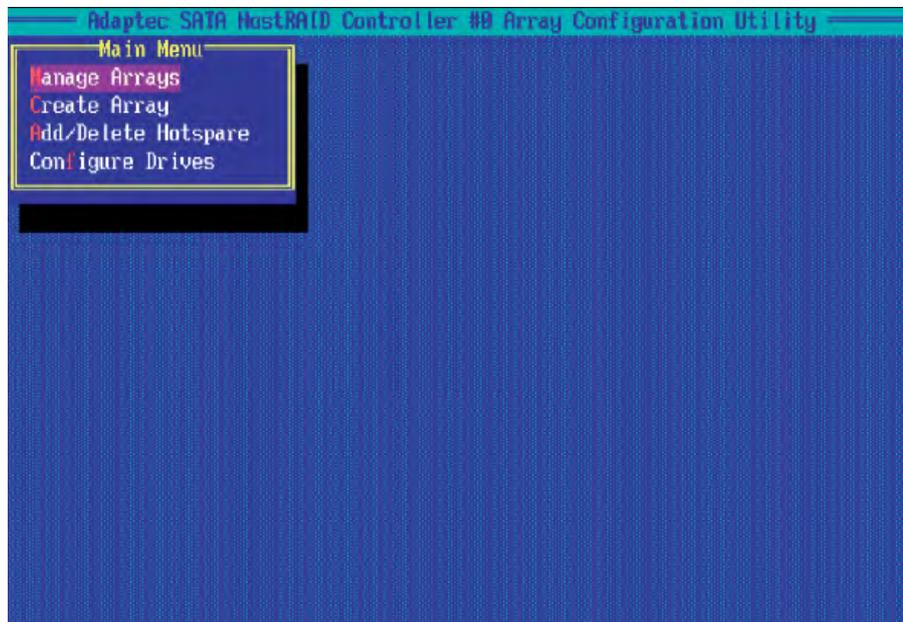 Adaptec SATA HostRAID Controller #0 Array Configuration Utility
Main Menu
Manage Arrays
Create Array
Add/Delete Hotspare
Configure Drives